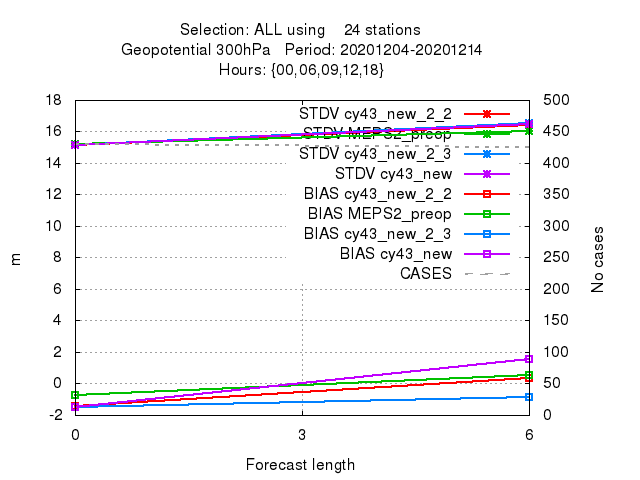 Selection: ALL using    24 stations
Geopotential 300hPa   Period: 20201204-20201214
Hours: {00,06,09,12,18}
18
16
14
12
10
8
6
4
2
0
-2
m
500
450
400
350
300
250
200
150
100
50
0
No cases
STDV cy43_new_2_2
STDV MEPS2_preop
STDV cy43_new_2_3
STDV cy43_new
BIAS cy43_new_2_2
BIAS MEPS2_preop
BIAS cy43_new_2_3
BIAS cy43_new
CASES
0 3 6
Forecast length